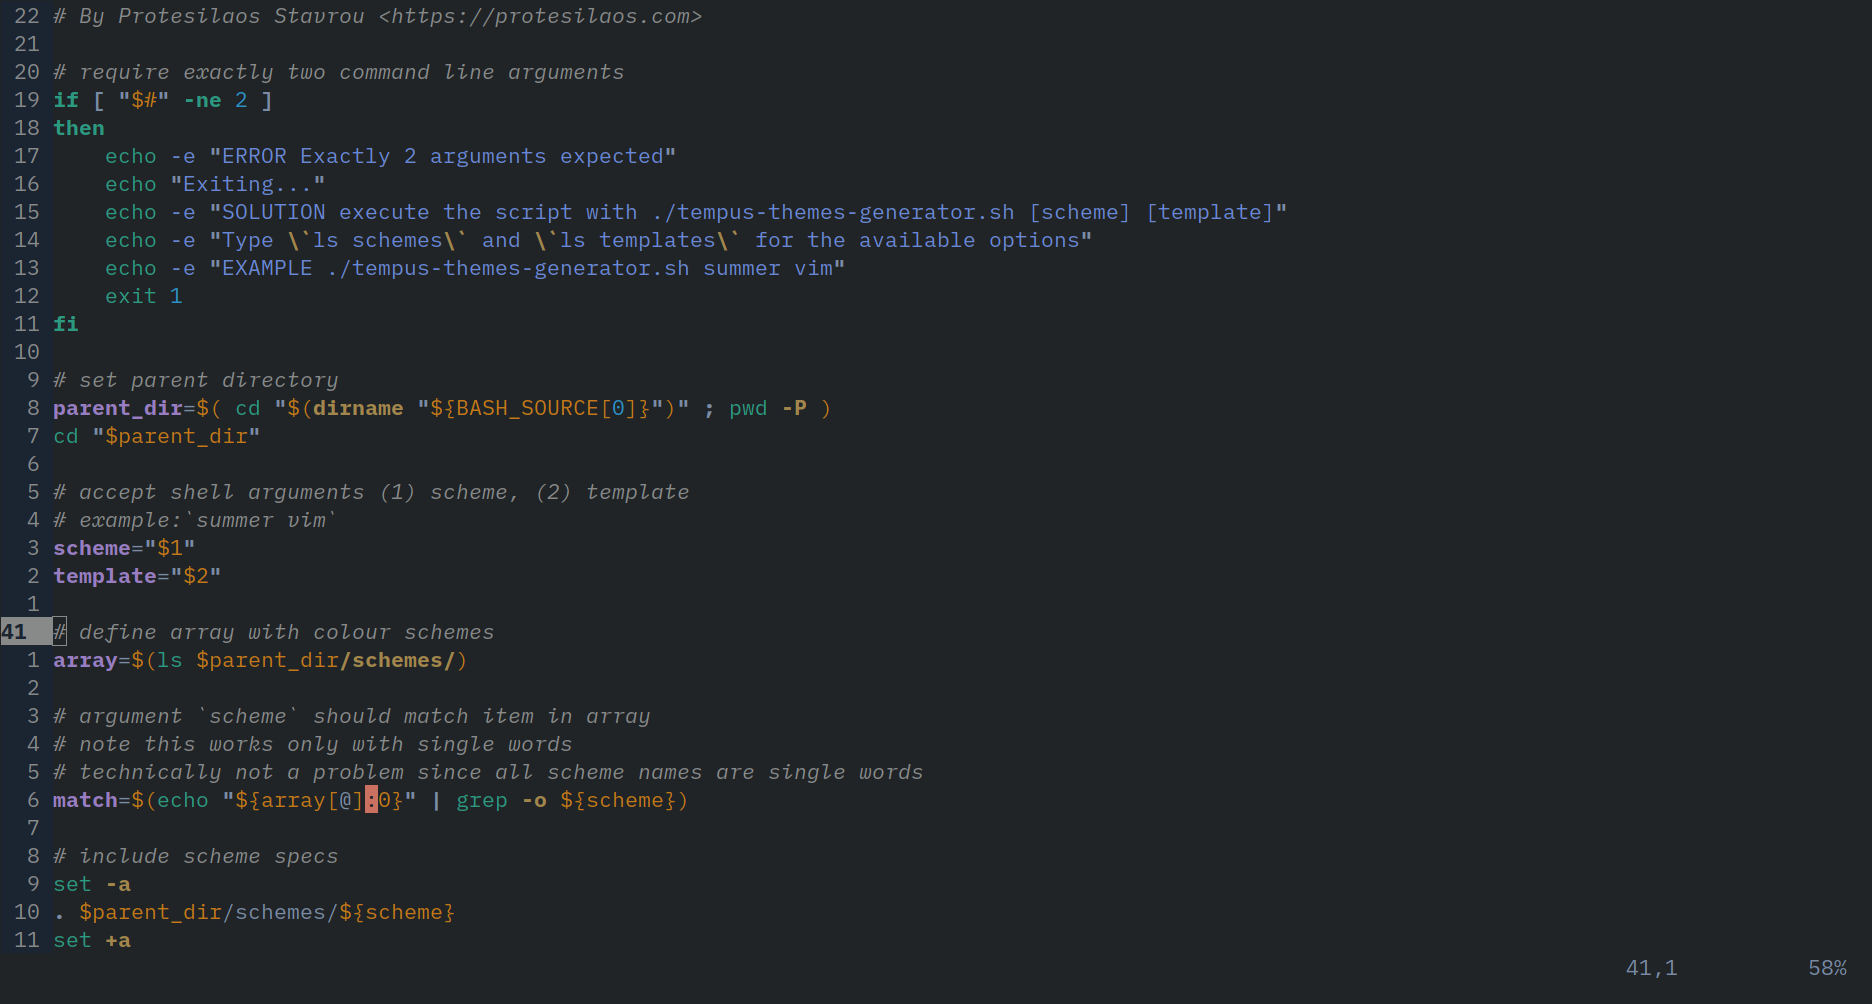 22 # By Protesilaos Stavrou <https://protesilaos.com>
21
20 # require exactly two command line arguments
19 if [ "$#" -ne 2 ]
18 then
17     echo -e "ERROR Exactly 2 arguments expected"
16     echo "Exiting..."
15     echo -e "SOLUTION execute the script with ./tempus-themes-generator.sh [scheme] [template]"
14     echo -e "Type \`ls schemes\` and \`ls templates\` for the available options"
13     echo -e "EXAMPLE ./tempus-themes-generator.sh summer vim"
12     exit 1
11 fi
10
9 # set parent directory
8 parent_dir=$( cd "$(dirname "${BASH_SOURCE[0]}")" ; pwd -P )
7 cd "$parent_dir"
6
5 # accept shell arguments (1) scheme, (2) template
4 # example:`summer vim`
3 scheme="$1"
2 template="$2"
1
41 # define array with colour schemes
1 array=$(ls $parent_dir/schemes/)
2
3 # argument `scheme` should match item in array
4 # note this works only with single words
5 # technically not a problem since all scheme names are single words
6 match=$(echo "${array[@]:0}" | grep -o ${scheme})
7
8 # include scheme specs
9 set -a
10 . $parent_dir/schemes/${scheme}
11 set +a
41,1 58%